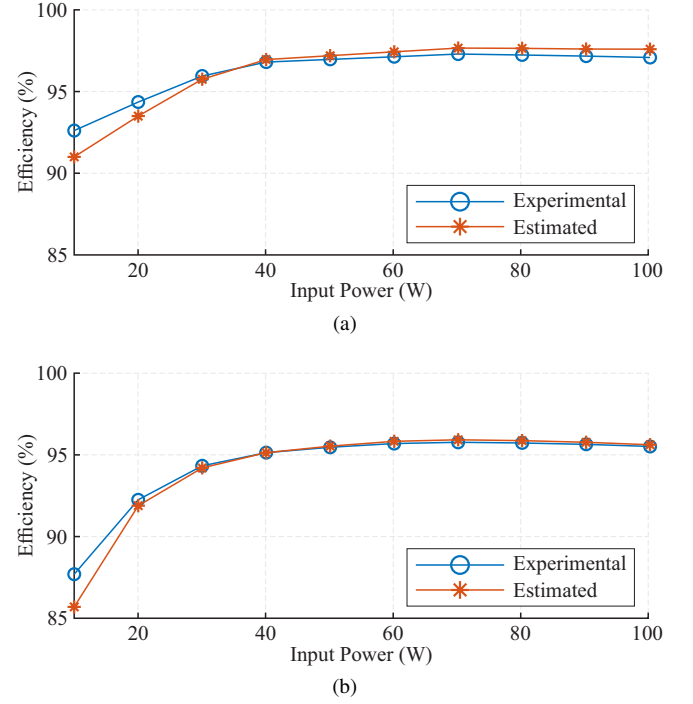 100
95
90
85
Efficiency (%)
Experimental
Estimated
20 40 60 80 100
Input Power (W)
(a)
100
95
90
85
Efficiency (%)
Experimental
Estimated
20 40 60 80 100
Input Power (W)
(b)